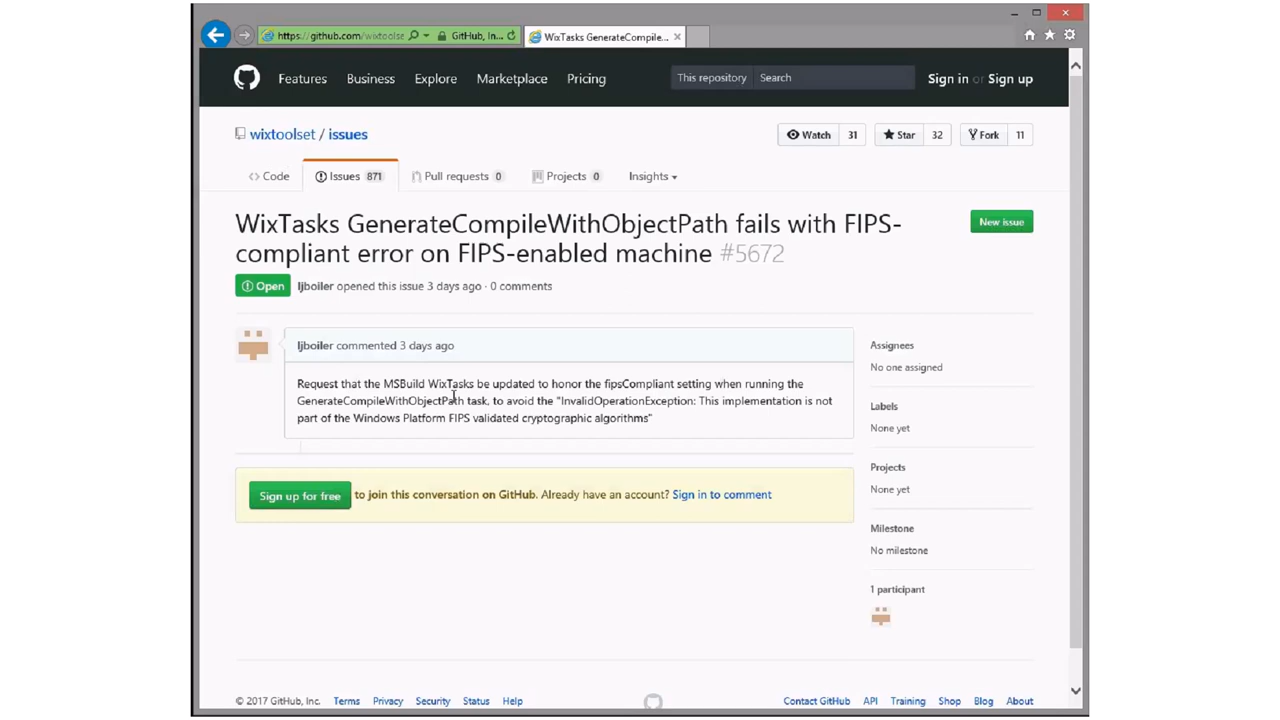 https://github.com/wixtoolse
GitHub, In...
WixTasks GenerateCompile...
Features Business Explore Marketplace Pricing
This repository Search
Sign in or Sign up
wixtoolset / issues
Watch 31 Star 32 Fork 11
Code Issues 871 Pull requests 0 Projects 0 Insights
WixTasks GenerateCompileWithObjectPath fails with FIPS-
compliant error on FIPS-enabled machine #5672
New issue
Open ljboiler opened this issue 3 days ago · 0 comments
ljboiler commented 3 days ago
Request that the MSBuild WixTasks be updated to honor the fipsCompliant setting when running the
GenerateCompileWithObjectPath task, to avoid the "InvalidOperationException: This implementation is not
part of the Windows Platform FIPS validated cryptographic algorithms"
Sign up for free to join this conversation on GitHub. Already have an account? Sign in to comment
Assignees
No one assigned
Labels
None yet
Projects
None yet
Milestone
No milestone
1 participant
© 2017 GitHub, Inc. Terms Privacy Security Status Help
Contact GitHub API Training Shop Blog About